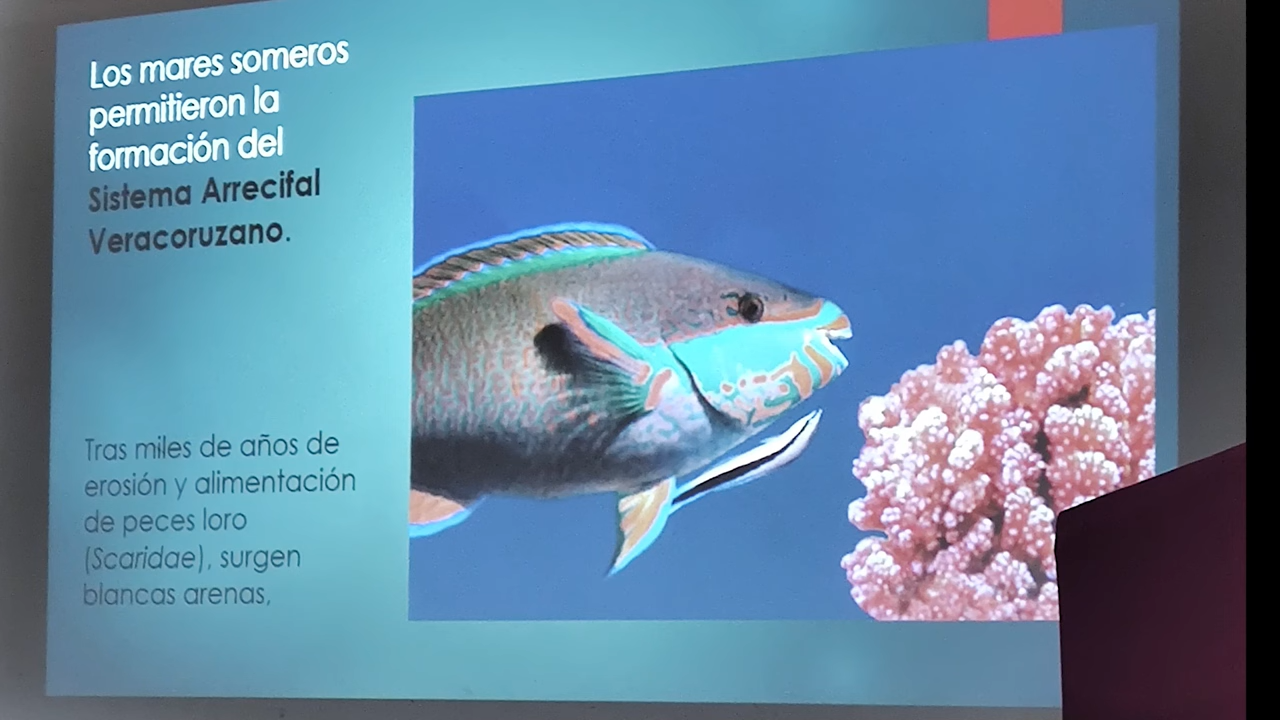 Los mares someros
permitieron la
formación del
Sistema Arrecifal
Veracoruzano.
Tras miles de años de
erosión y alimentación
de peces loro
(Scaridae), surgen
blancas arenas,